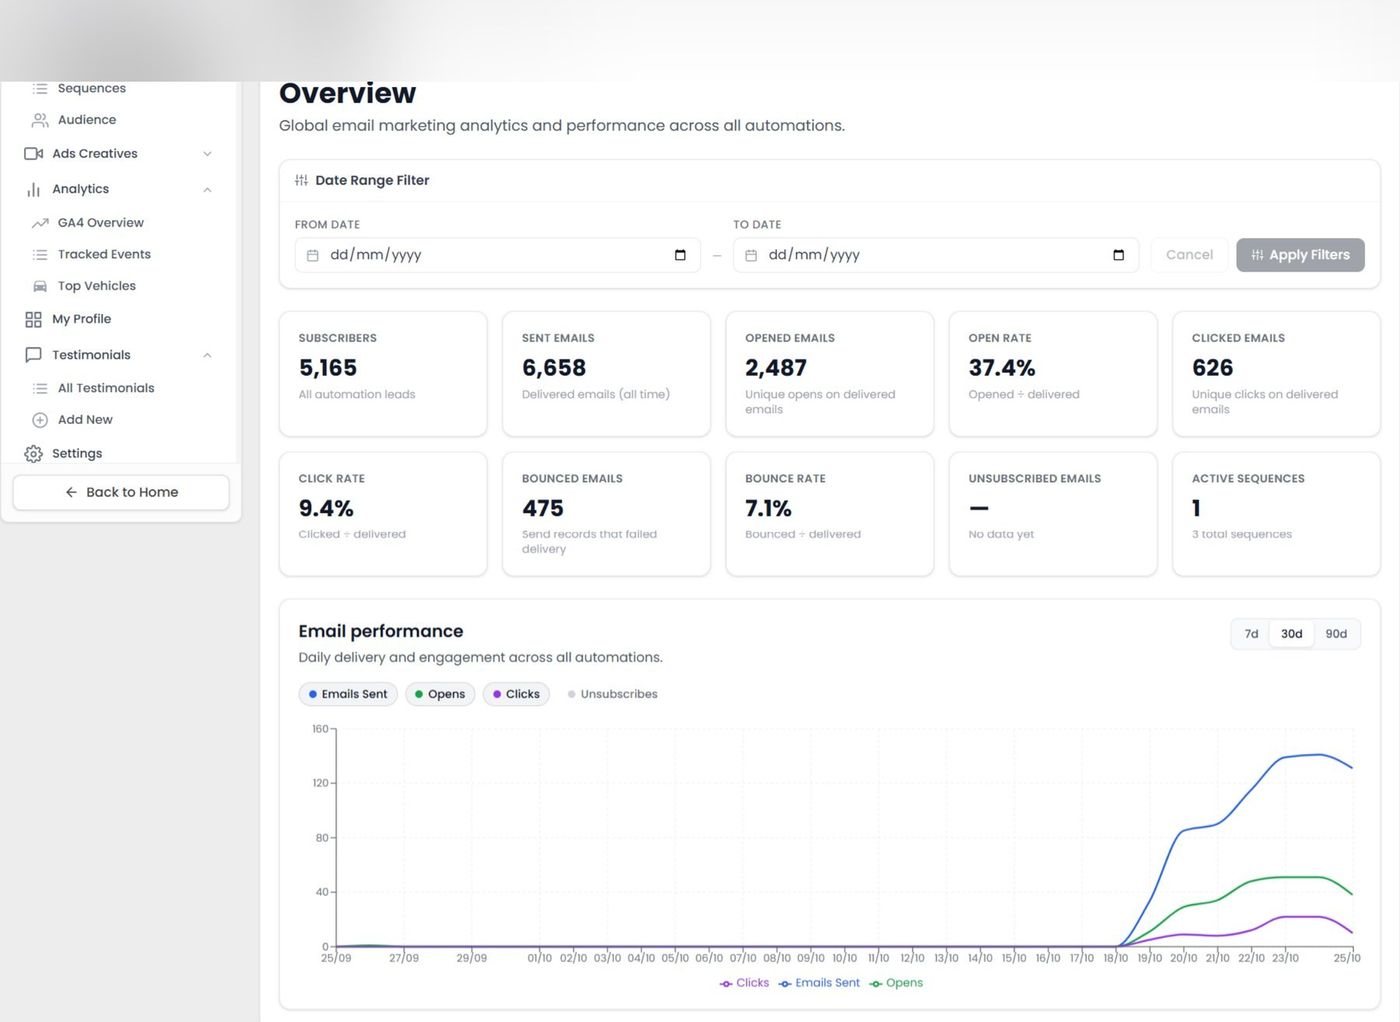 Sequences
Audience
Ads Creatives
Analytics
GA4 Overview
Tracked Events
Top Vehicles
My Profile
Testimonials
All Testimonials
Add New
Settings
Back to Home
Overview
Global email marketing analytics and performance across all automations.
Date Range Filter
FROM DATE
dd/mm/yyyy
–
TO DATE
dd/mm/yyyy
Cancel
Apply Filters
SUBSCRIBERS
5,165
All automation leads
SENT EMAILS
6,658
Delivered emails (all time)
OPENED EMAILS
2,487
Unique opens on delivered
emails
OPEN RATE
37.4%
Opened ÷ delivered
CLICKED EMAILS
626
Unique clicks on delivered
emails
CLICK RATE
9.4%
Clicked ÷ delivered
BOUNCED EMAILS
475
Send records that failed
delivery
BOUNCE RATE
7.1%
Bounced ÷ delivered
UNSUBSCRIBED EMAILS
—
No data yet
ACTIVE SEQUENCES
1
3 total sequences
Email performance
Daily delivery and engagement across all automations.
7d 30d 90d
Emails Sent Opens Clicks Unsubscribes
160
120
80
40
0
25/09 27/09 29/09 01/10 02/10 03/10 04/10 05/10 06/10 07/10 08/10 09/10 10/10 11/10 12/10 13/10 14/10 15/10 16/10 17/10 18/10 19/10 20/10 21/10 22/10 23/10 25/10
Clicks Emails Sent Opens